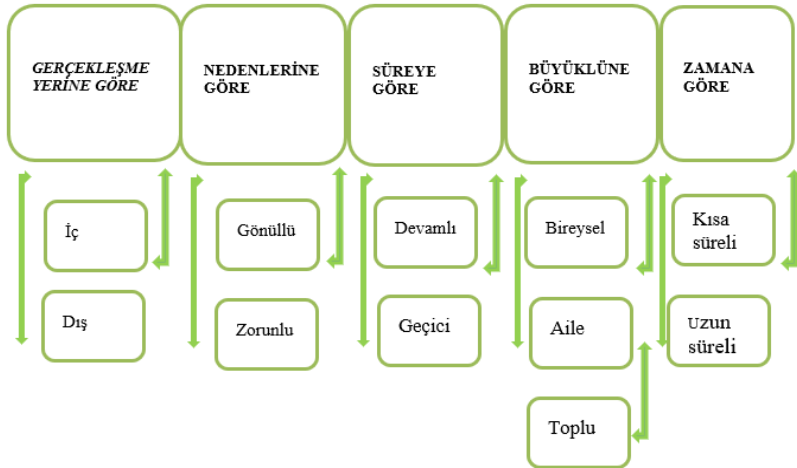 GERÇEKLEŞME
YERİNE GÖRE
NEDENLERİNE
GÖRE
SÜREYE
GÖRE
BÜYÜKLÜNE
GÖRE
ZAMANA
GÖRE
İç
Gönüllü
Devamlı
Bireysel
Kısa
süreli
Dış
Zorunlu
Geçici
Aile
Uzun
süreli
Toplu